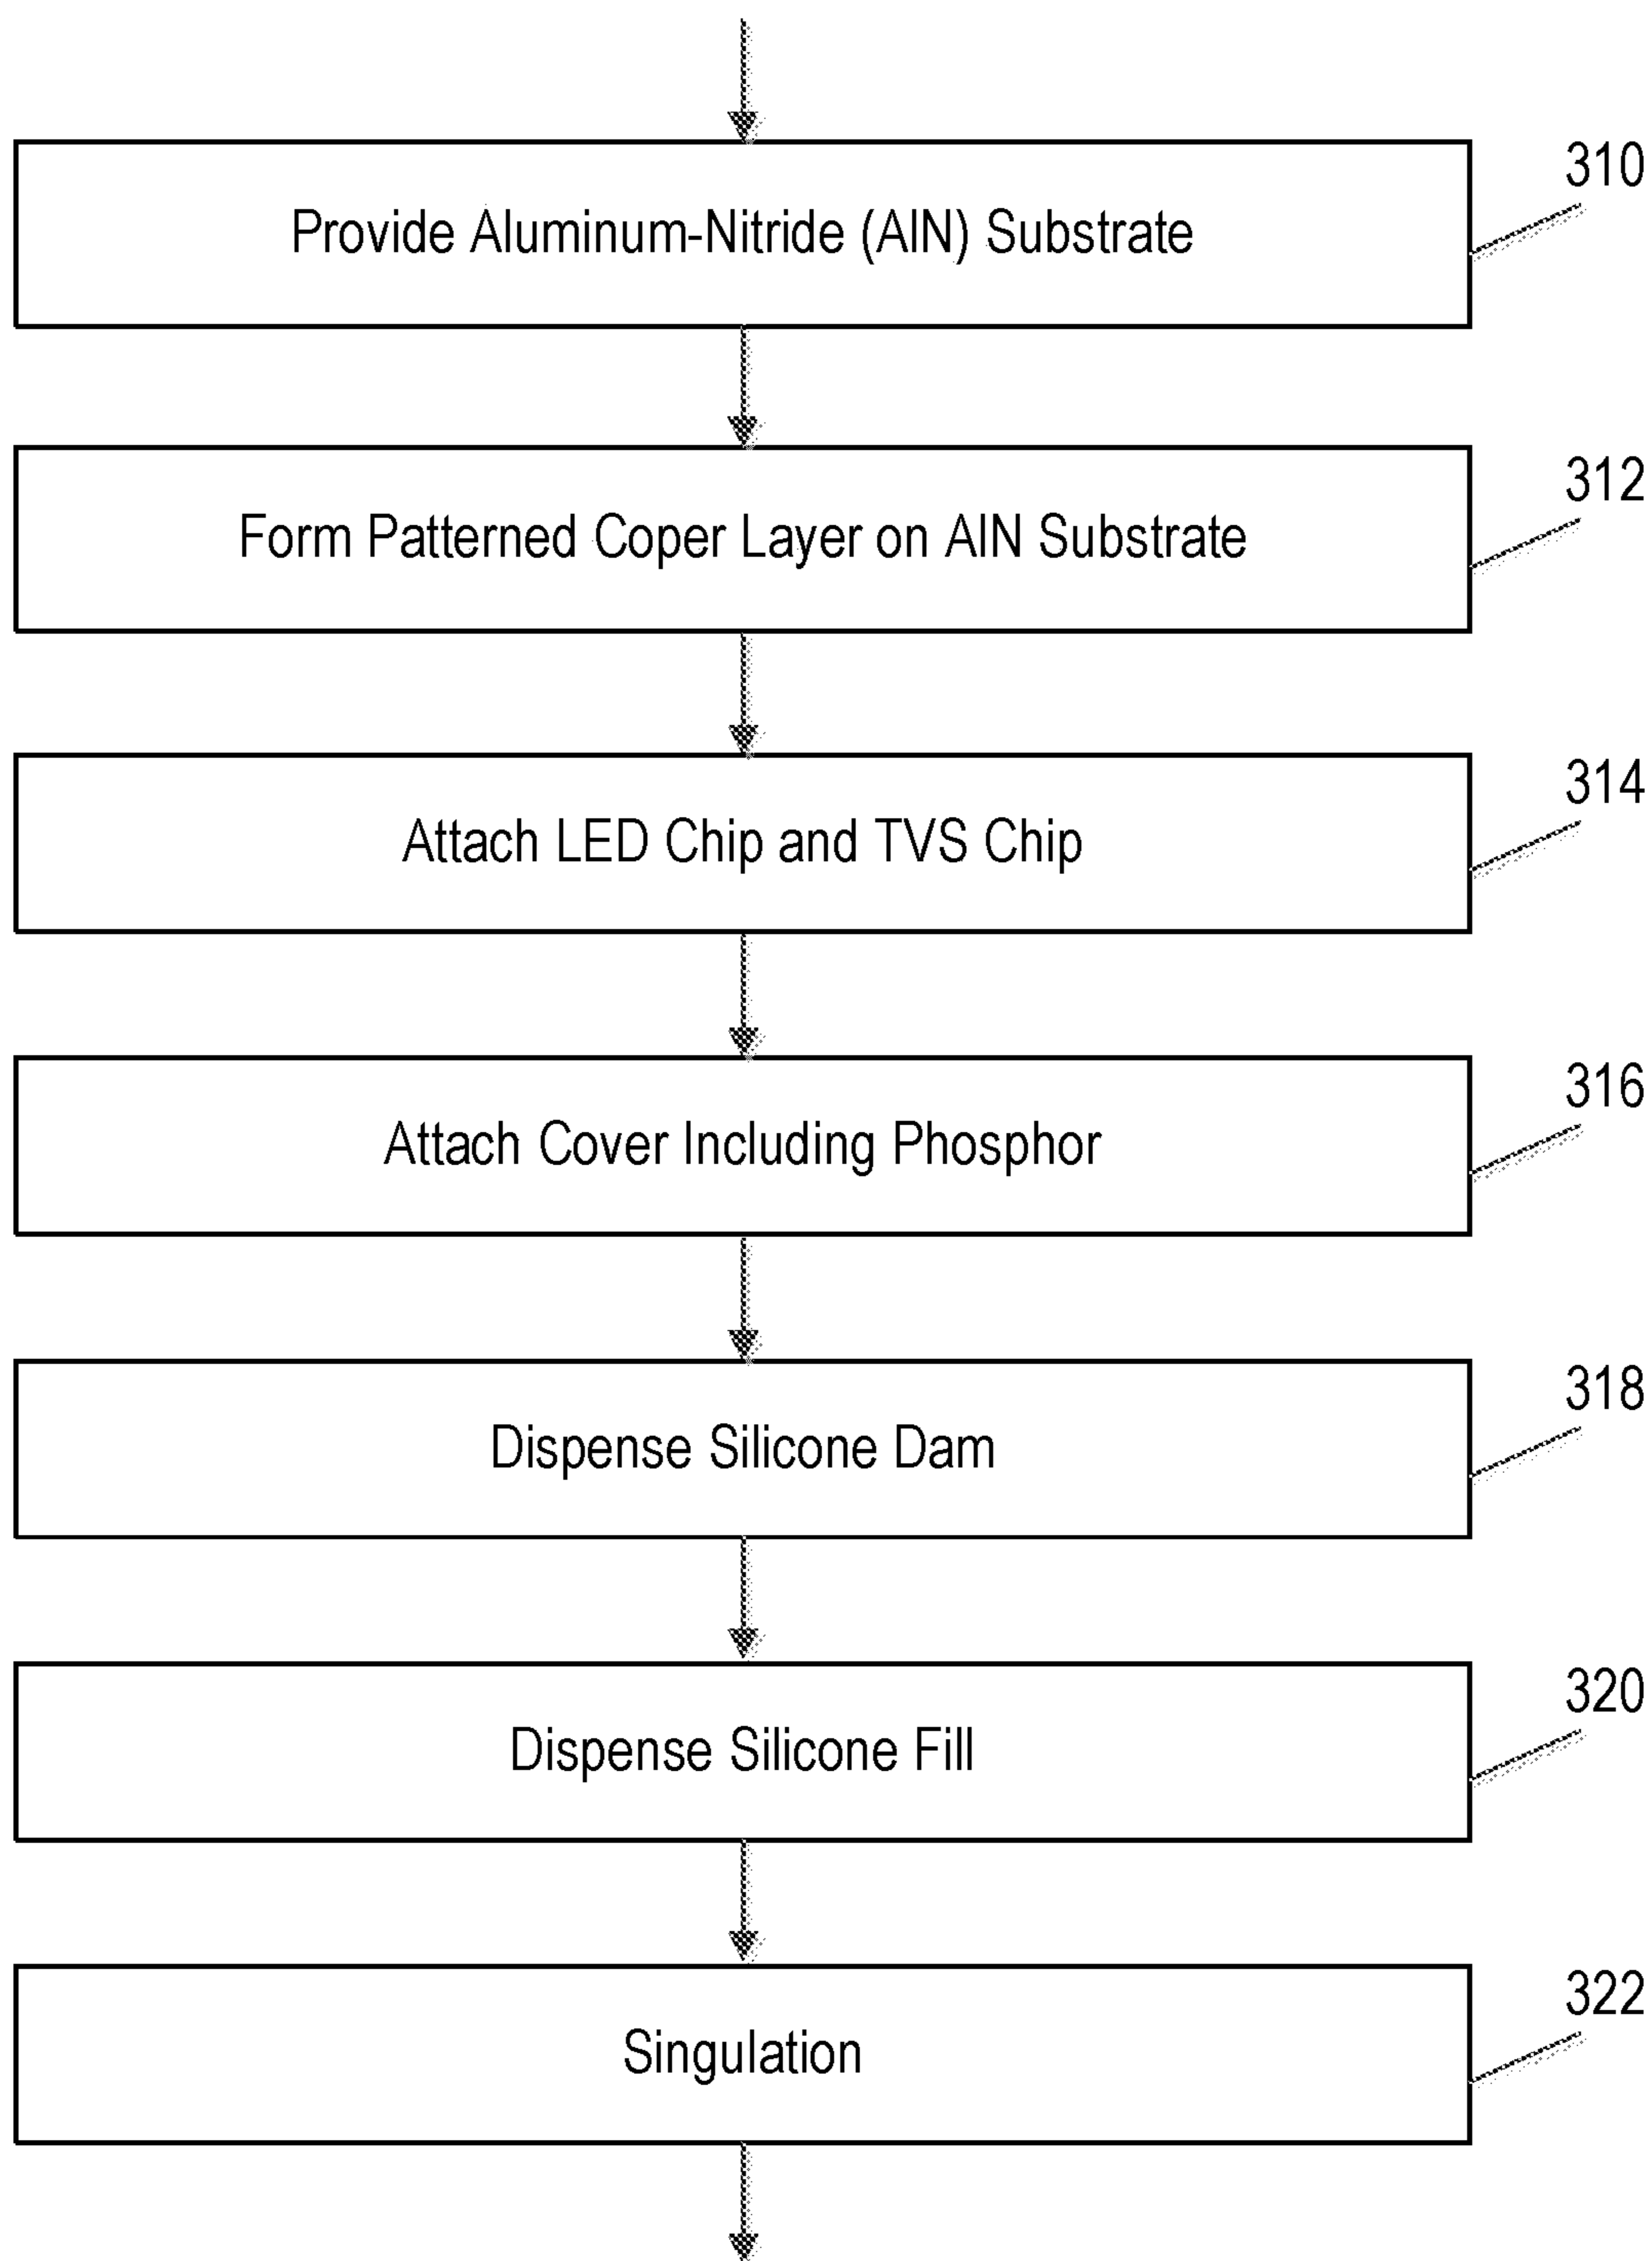 310
Provide Aluminum-Nitride (AlN) Substrate
312
Form Patterned Coper Layer on AlN Substrate
314
Attach LED Chip and TVS Chip
316
Attach Cover Including Phosphor
318
Dispense Silicone Dam
320
Dispense Silicone Fill
322
Singulation